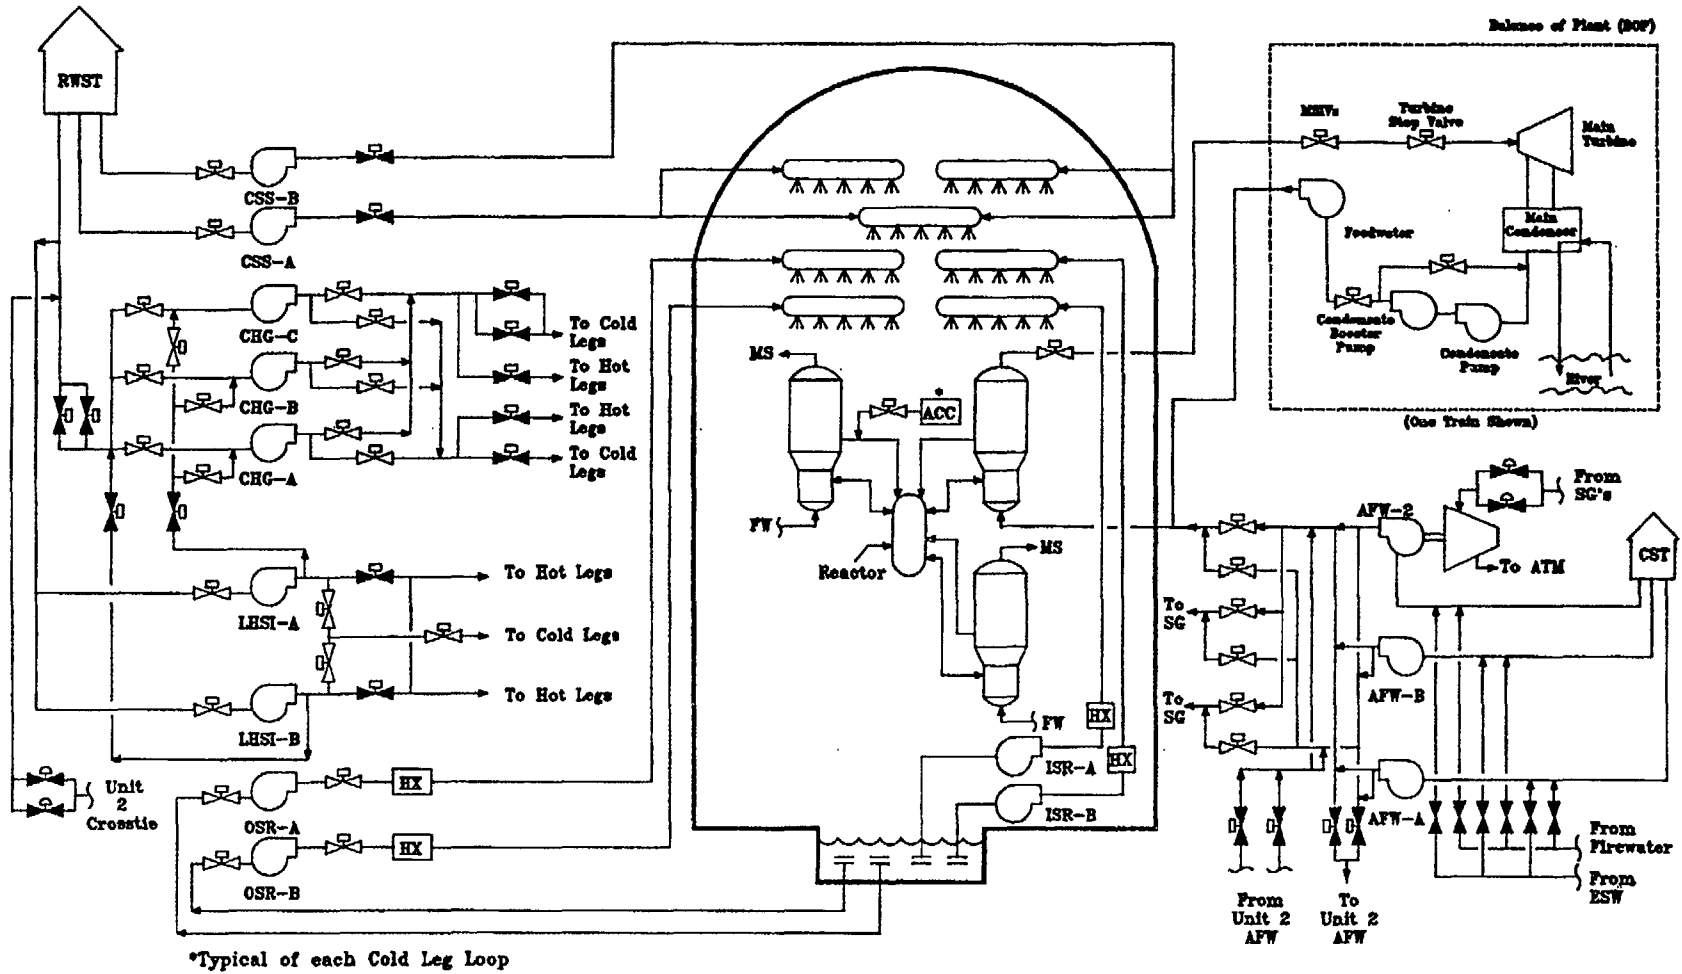 Balance of Plant (BOP)
RWST
MSIVs
Turbine
Stop Valve
Main
Turbine
CSS-B
CSS-A
Main
Condenser
Feedwater
CHG-C
To Cold
Legs
Condensate
Booster
Pump
Condensate
Pump
River
MS
To Hot
Legs
CHG-B
*
ACC
To Hot
Legs
(One Train Shown)
To Cold
Legs
CHG-A
From
SG's
AFW-2
FW
CST
To ATM
MS
Reactor
To Hot Legs
LHSI-A
To
SG
To Cold Legs
AFW-B
To Hot Legs
To
SG
FW
HX
LHSI-B
HX
ISR-A
Unit
2
Crosstie
HX
OSR-A
ISR-B
AFW-A
From
Firewater
HX
OSR-B
From
ESW
From
Unit 2
AFW
To
Unit 2
AFW
*Typical of each Cold Leg Loop